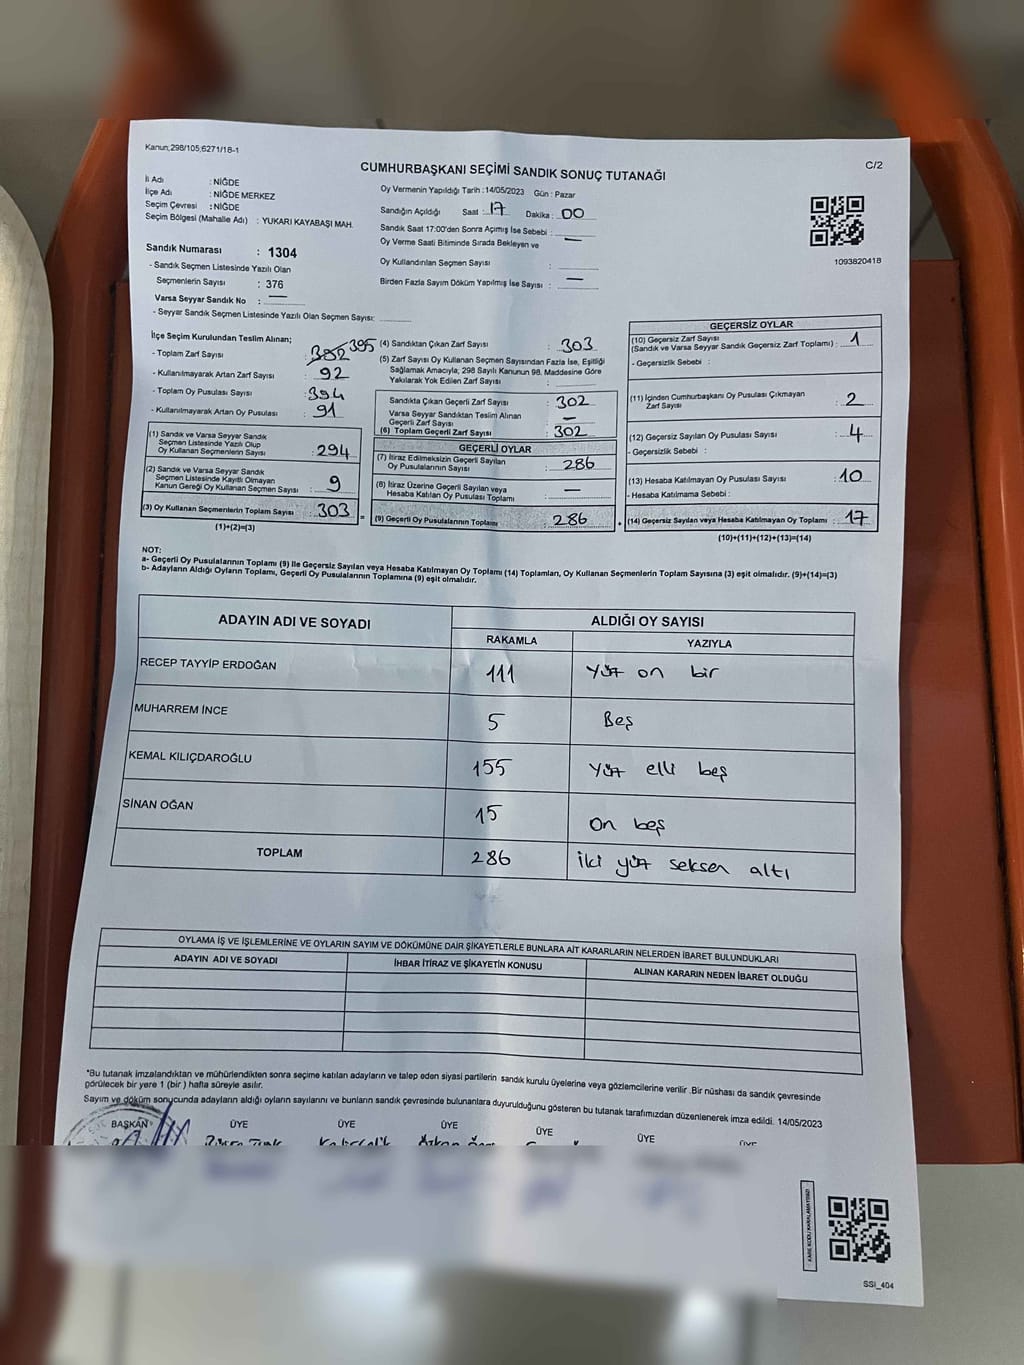 Kanun;298/105;6271/18-1
C/2
CUMHURBAŞKANI SEÇİMİ SANDIK SONUÇ TUTANAĞI
İl Adı : NİĞDE
İlçe Adı : NİĞDE MERKEZ
Seçim Çevresi : NİĞDE
Seçim Bölgesi (Mahalle Adı) : YUKARI KAYABAŞI MAH.
Sandık Numarası : 1304
- Sandık Seçmen Listesinde Yazılı Olan
Seçmenlerin Sayısı : 376
Varsa Seyyar Sandık No : —
- Seyyar Sandık Seçmen Listesinde Yazılı Olan Seçmen Sayısı:
Oy Vermenin Yapıldığı Tarih :14/05/2023 Gün : Pazar
Sandığın Açıldığı Saat : 17 Dakika : 00
Sandık Saat 17:00'den Sonra Açımış İse Sebebi :
Oy Verme Saati Bitiminde Sırada Bekleyen ve —
Oy Kullandırılan Seçmen Sayısı :
Birden Fazla Sayım Döküm Yapılmış İse Sayısı : —
1093820418
İlçe Seçim Kurulundan Teslim Alınan;
- Toplam Zarf Sayısı : 395
- Kullanılmayarak Artan Zarf Sayısı : 92
- Toplam Oy Pusulası Sayısı : 394
- Kullanılmayarak Artan Oy Pusulası : 91
(1) Sandık ve Varsa Seyyar Sandık
Seçmen Listesinde Yazılı Olup
Oy Kullanan Seçmenlerin Sayısı : 294
(2) Sandık ve Varsa Seyyar Sandık
Seçmen Listesinde Kayıtlı Olmayan
Kanun Gereği Oy Kullanan Seçmen Sayısı : 9
(3) Oy Kullanan Seçmenlerin Toplam Sayısı : 303
(1)+(2)=(3)
(4) Sandıktan Çıkan Zarf Sayısı : 303
(5) Zarf Sayısı Oy Kullanan Seçmen Sayısından Fazla İse, Eşitliği
Sağlamak Amacıyla; 298 Sayılı Kanunun 98. Maddesine Göre
Yakılarak Yok Edilen Zarf Sayısı :
Sandıkta Çıkan Geçerli Zarf Sayısı : 302
Varsa Seyyar Sandıktan Teslim Alınan
Geçerli Zarf Sayısı : —
(6) Toplam Geçerli Zarf Sayısı : 302
GEÇERLİ OYLAR
(7) İtiraz Edilmeksizin Geçerli Sayılan
Oy Pusulalarının Sayısı : 286
(8) İtiraz Üzerine Geçerli Sayılan veya
Hesaba Katılan Oy Pusulası Toplamı : —
= (9) Geçerli Oy Pusulalarının Toplamı : 286
GEÇERSİZ OYLAR
(10) Geçersiz Zarf Sayısı
(Sandık ve Varsa Seyyar Sandık Geçersiz Zarf Toplamı) : 1
- Geçersizlik Sebebi :
(11) İçinden Cumhurbaşkanı Oy Pusulası Çıkmayan
Zarf Sayısı : 2
(12) Geçersiz Sayılan Oy Pusulası Sayısı : 4
- Geçersizlik Sebebi :
(13) Hesaba Katılmayan Oy Pusulası Sayısı : 10
- Hesaba Katılmama Sebebi :
+ (14) Geçersiz Sayılan veya Hesaba Katılmayan Oy Toplamı : 17
(10)+(11)+(12)+(13)=(14)
NOT:
a- Geçerli Oy Pusulalarının Toplamı (9) İle Geçersiz Sayılan veya Hesaba Katılmayan Oy Toplamı (14) Toplamları, Oy Kullanan Seçmenlerin Toplam Sayısına (3) eşit olmalıdır. (9)+(14)=(3)
b- Adayların Aldığı Oyların Toplamı, Geçerli Oy Pusulalarının Toplamına (9) eşit olmalıdır.
ADAYIN ADI VE SOYADI
ALDIĞI OY SAYISI
RAKAMLA YAZIYLA
RECEP TAYYİP ERDOĞAN 111 Yüz on bir
MUHARREM İNCE 5 Beş
KEMAL KILIÇDAROĞLU 155 Yüz elli beş
SİNAN OĞAN 15 On beş
TOPLAM 286 iki yüz seksen altı
OYLAMA İŞ VE İŞLEMLERİNE VE OYLARIN SAYIM VE DÖKÜMÜNE DAİR ŞİKAYETLERLE BUNLARA AİT KARARLARIN NELERDEN İBARET BULUNDUKLARI
ADAYIN ADI VE SOYADI
İHBAR İTİRAZ VE ŞİKAYETİN KONUSU
ALINAN KARARIN NEDEN İBARET OLDUĞU
*Bu tutanak imzalandıktan ve mühürlendikten sonra seçime katılan adayların ve talep eden siyasi partilerin sandık kurulu üyelerine veya gözlemcilerine verilir .Bir nüshası da sandık çevresinde
görülecek bir yere 1 (bir ) hafta süreyle asılır.
Sayım ve döküm sonucunda adayların aldığı oyların sayılarını ve bunların sandık çevresinde bulunanlara duyurulduğunu gösteren bu tutanak tarafımızdan düzenlenerek imza edildi. 14/05/2023
BAŞKAN ÜYE ÜYE ÜYE ÜYE ÜYE ÜYE
SSI_404